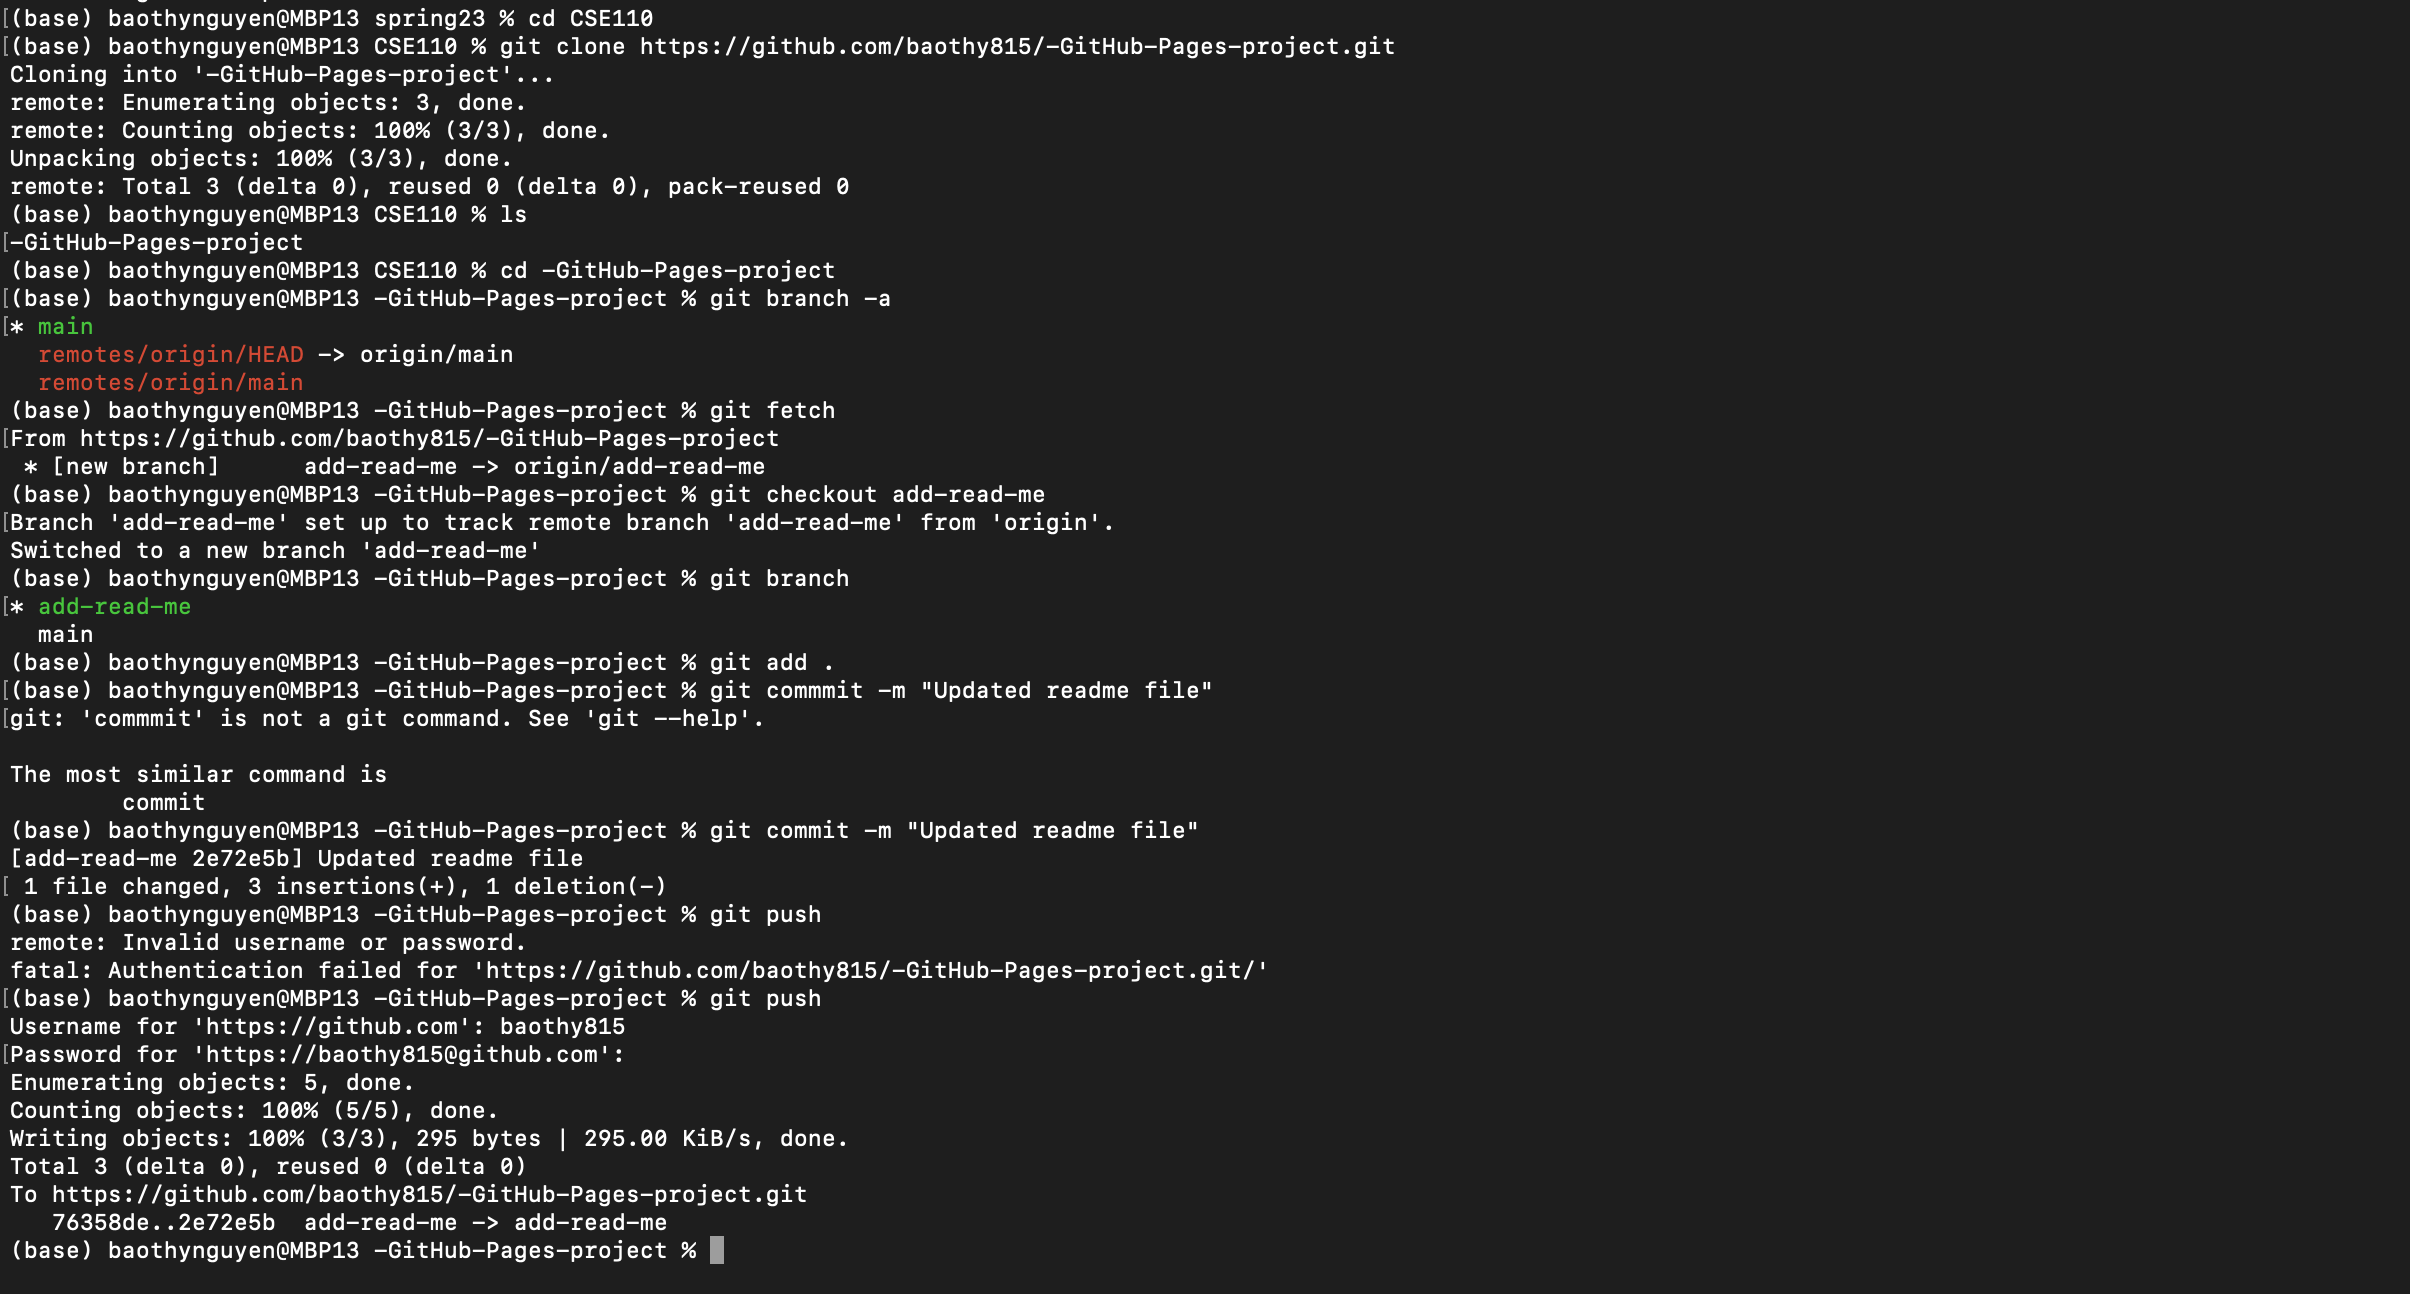 [(base) baothynguyen@MBP13 spring23 % cd CSE110
[(base) baothynguyen@MBP13 CSE110 % git clone https://github.com/baothy815/-GitHub-Pages-project.git
Cloning into '-GitHub-Pages-project'...
remote: Enumerating objects: 3, done.
remote: Counting objects: 100% (3/3), done.
Unpacking objects: 100% (3/3), done.
remote: Total 3 (delta 0), reused 0 (delta 0), pack-reused 0
(base) baothynguyen@MBP13 CSE110 % ls
[-GitHub-Pages-project
(base) baothynguyen@MBP13 CSE110 % cd -GitHub-Pages-project
[(base) baothynguyen@MBP13 -GitHub-Pages-project % git branch -a
[* main
  remotes/origin/HEAD -> origin/main
  remotes/origin/main
(base) baothynguyen@MBP13 -GitHub-Pages-project % git fetch
[From https://github.com/baothy815/-GitHub-Pages-project
 * [new branch]      add-read-me -> origin/add-read-me
(base) baothynguyen@MBP13 -GitHub-Pages-project % git checkout add-read-me
[Branch 'add-read-me' set up to track remote branch 'add-read-me' from 'origin'.
Switched to a new branch 'add-read-me'
(base) baothynguyen@MBP13 -GitHub-Pages-project % git branch
[* add-read-me
  main
(base) baothynguyen@MBP13 -GitHub-Pages-project % git add .
[(base) baothynguyen@MBP13 -GitHub-Pages-project % git commmit -m "Updated readme file"
[git: 'commmit' is not a git command. See 'git --help'.

The most similar command is
        commit
(base) baothynguyen@MBP13 -GitHub-Pages-project % git commit -m "Updated readme file"
[add-read-me 2e72e5b] Updated readme file
[ 1 file changed, 3 insertions(+), 1 deletion(-)
(base) baothynguyen@MBP13 -GitHub-Pages-project % git push
remote: Invalid username or password.
fatal: Authentication failed for 'https://github.com/baothy815/-GitHub-Pages-project.git/'
[(base) baothynguyen@MBP13 -GitHub-Pages-project % git push
Username for 'https://github.com': baothy815
[Password for 'https://baothy815@github.com':
Enumerating objects: 5, done.
Counting objects: 100% (5/5), done.
Writing objects: 100% (3/3), 295 bytes | 295.00 KiB/s, done.
Total 3 (delta 0), reused 0 (delta 0)
To https://github.com/baothy815/-GitHub-Pages-project.git
   76358de..2e72e5b  add-read-me -> add-read-me
(base) baothynguyen@MBP13 -GitHub-Pages-project %